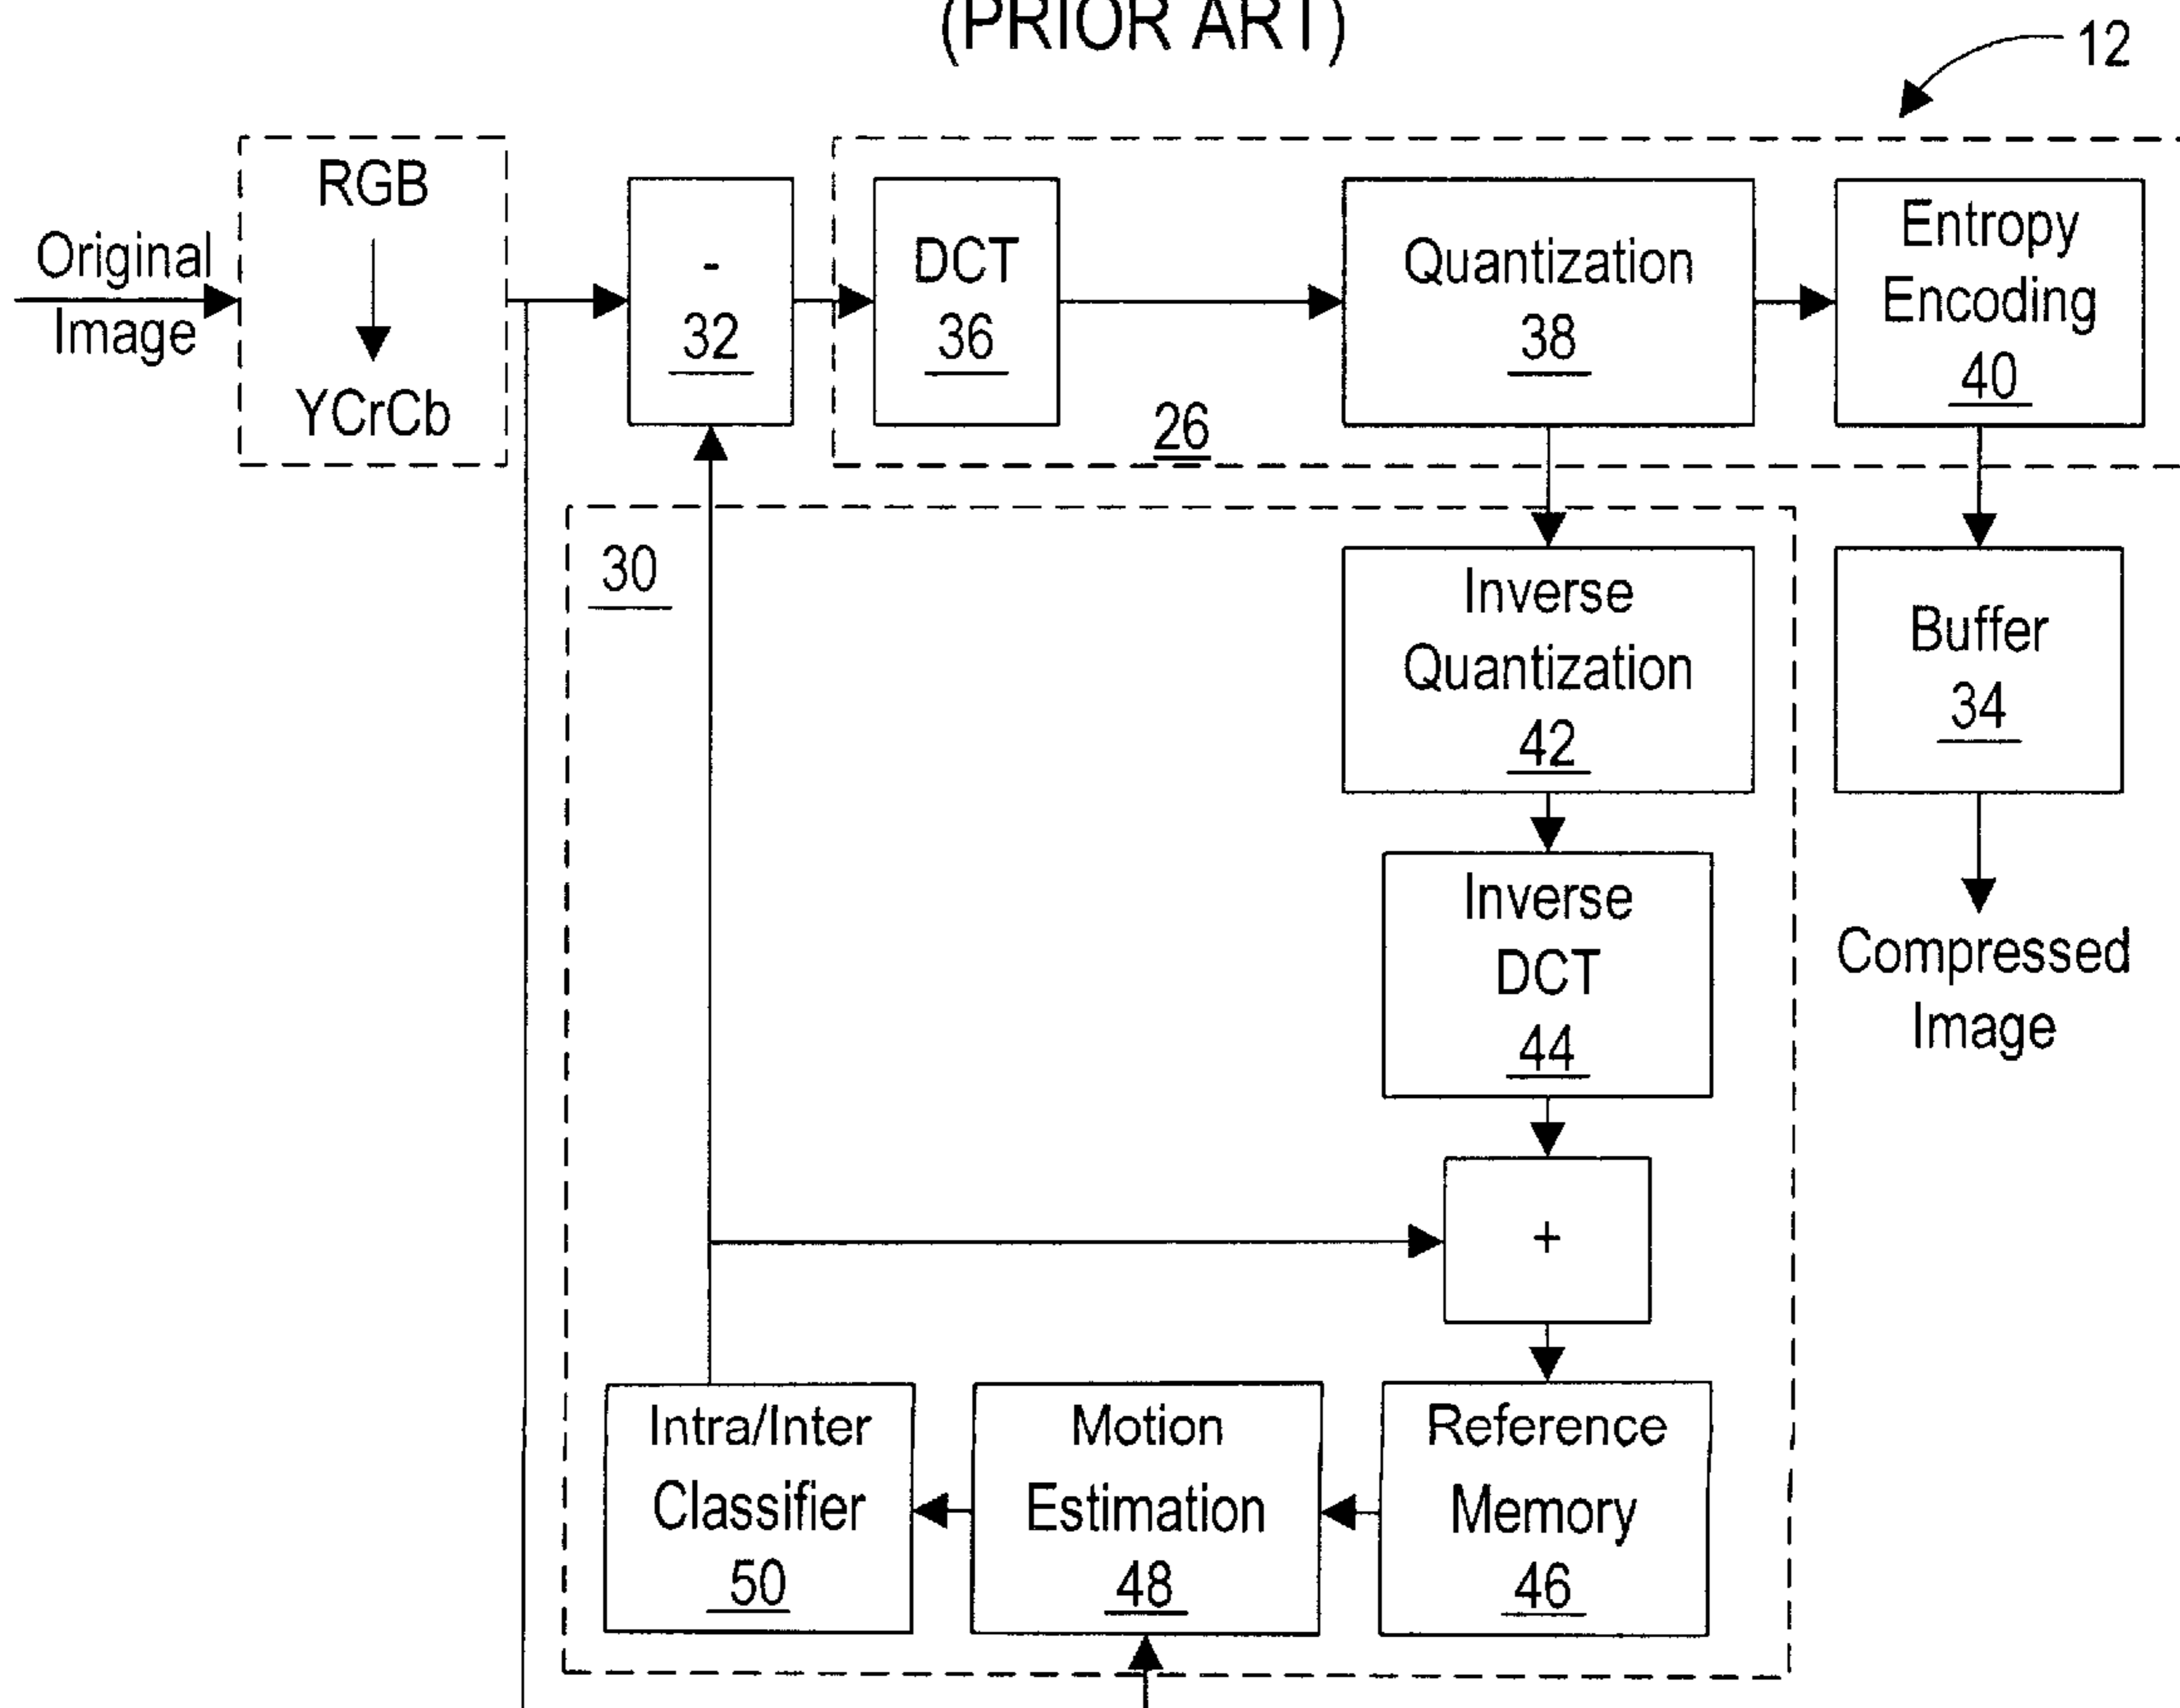 (PRIOR ART)
12
Original
Image
RGB
YCrCb
-
32
DCT
36
26
Quantization
38
Entropy
Encoding
40
30
Inverse
Quantization
42
Buffer
34
Inverse
DCT
44
Compressed
Image
+
Intra/Inter
Classifier
50
Motion
Estimation
48
Reference
Memory
46